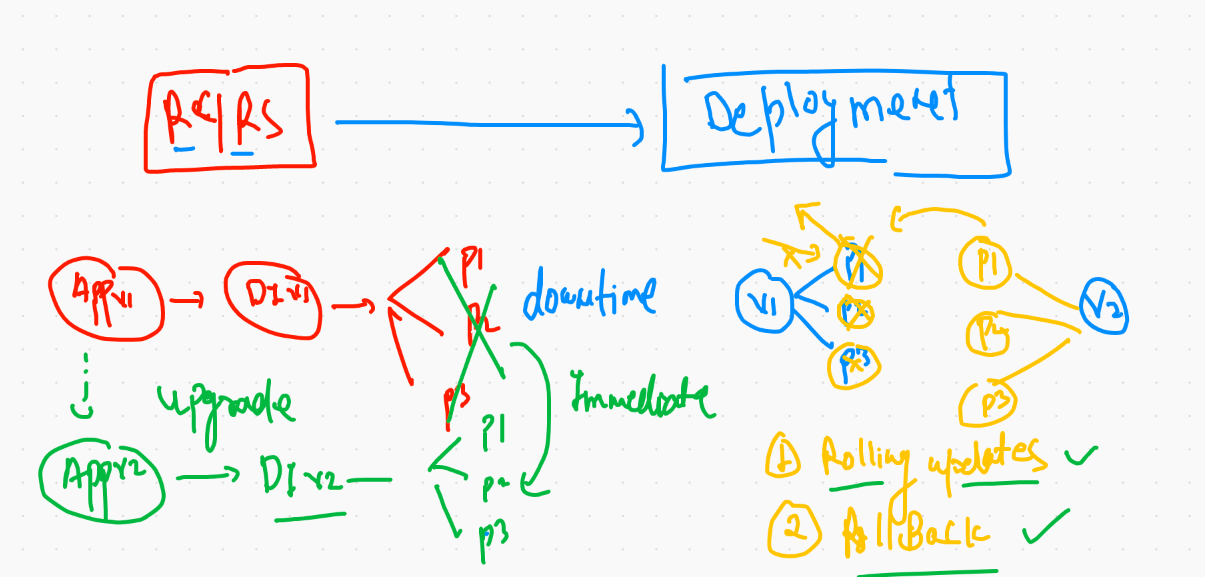 RC/RS
Deployment
App v1
DI v1
p1
p2
p3
downtime
upgrade
Immediate
App v2
DI v2
p1
p2
p3
v1
p1
p2
p3
p1
p2
p3
v2
1 Rolling updates
2 RollBack